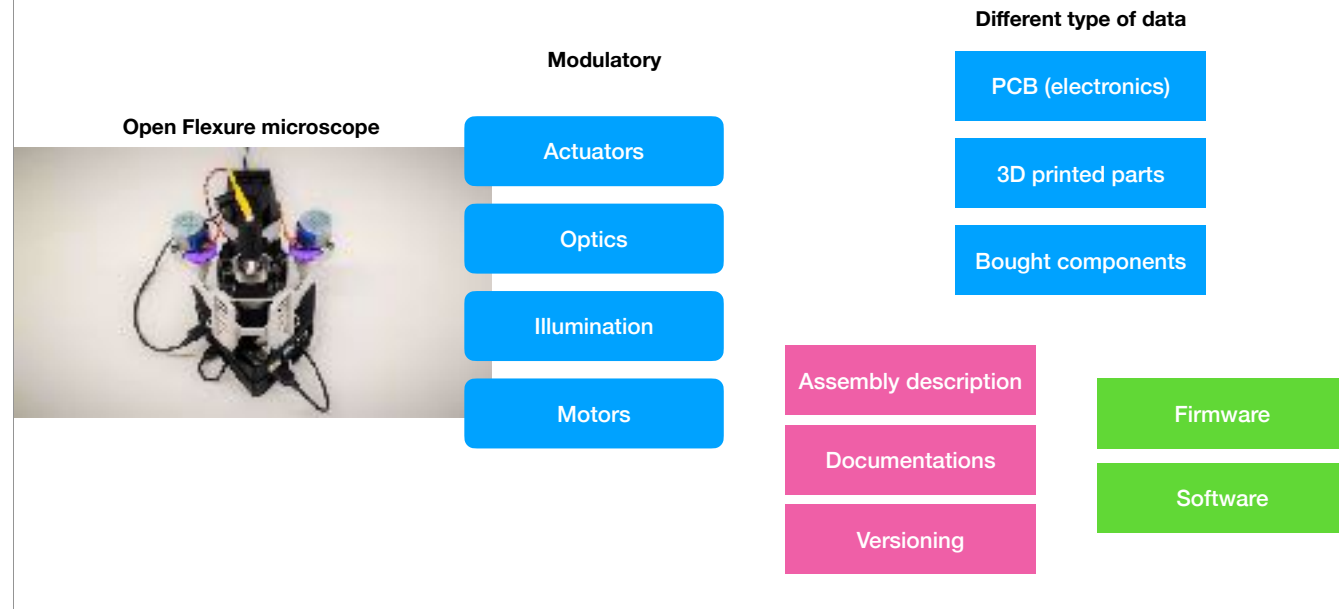 Different type of data
Modulatory
Open Flexure microscope
Actuators
Optics
Illumination
Motors
PCB (electronics)
3D printed parts
Bought components
Assembly description
Documentations
Versioning
Firmware
Software